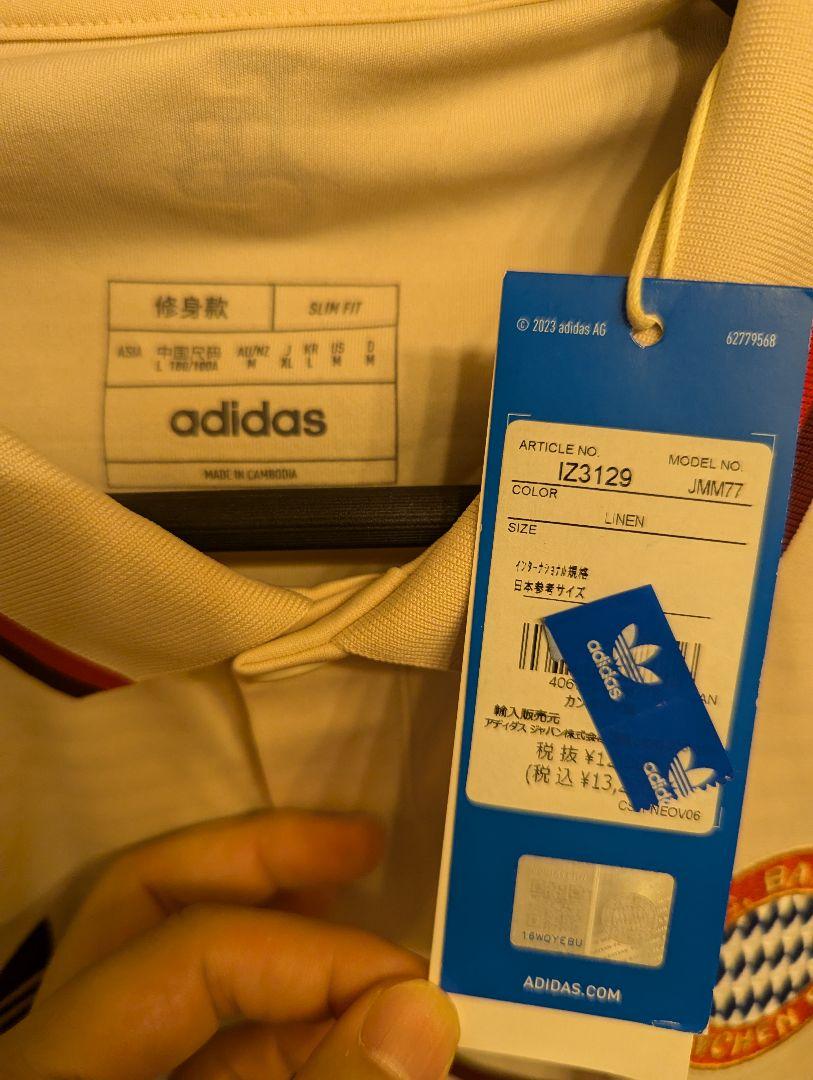 修身款 SLIM FIT
ASIA 中国尺码 AU/NZ J KR US D
L 180/100A M XL L M M
adidas
MADE IN CAMBODIA
© 2023 adidas AG 62779568
ARTICLE NO. MODEL NO.
IZ3129 JMM77
COLOR
LINEN
SIZE
インターナショナル規格
日本参考サイズ
adidas
輸入販売元
アディダス ジャパン株式会社
税抜 ¥1
(税込 ¥13,
NEOV06
16WQYEBU
ADIDAS.COM